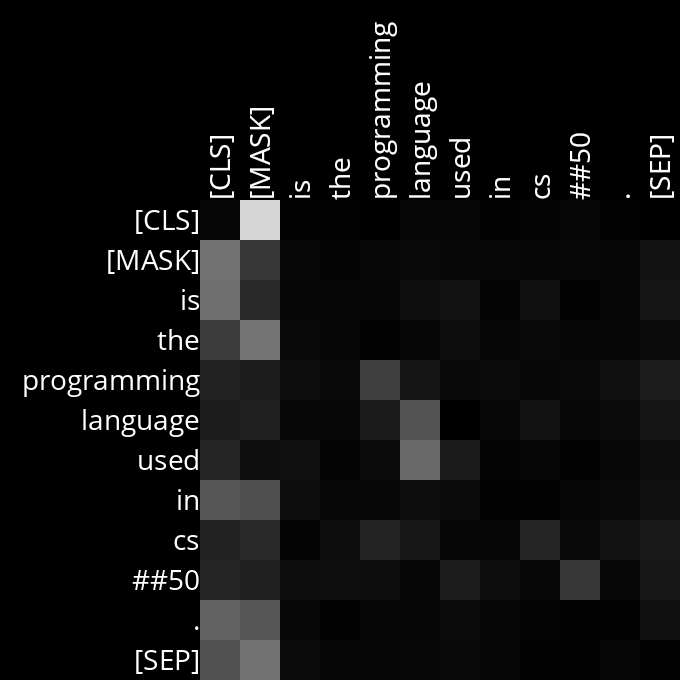 [CLS] [MASK] is the programming language used in cs ##50 . [SEP]
[CLS]
[MASK]
is
the
programming
language
used
in
cs
##50
.
[SEP]